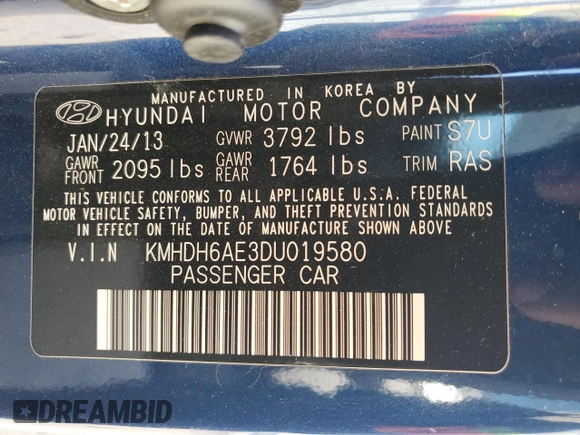 MANUFACTURED IN KOREA BY
HYUNDAI MOTOR COMPANY
JAN/24/13 GVWR 3792 lbs PAINT S7U
GAWR FRONT 2095 lbs GAWR REAR 1764 lbs TRIM RAS
THIS VEHICLE CONFORMS TO ALL APPLICABLE U.S.A. FEDERAL
MOTOR VEHICLE SAFETY, BUMPER, AND THEFT PREVENTION STANDARDS
IN EFFECT ON THE DATE OF MANUFACTURE SHOWN ABOVE
V.I.N KMHDH6AE3DU019580
PASSENGER CAR
DREAMBID